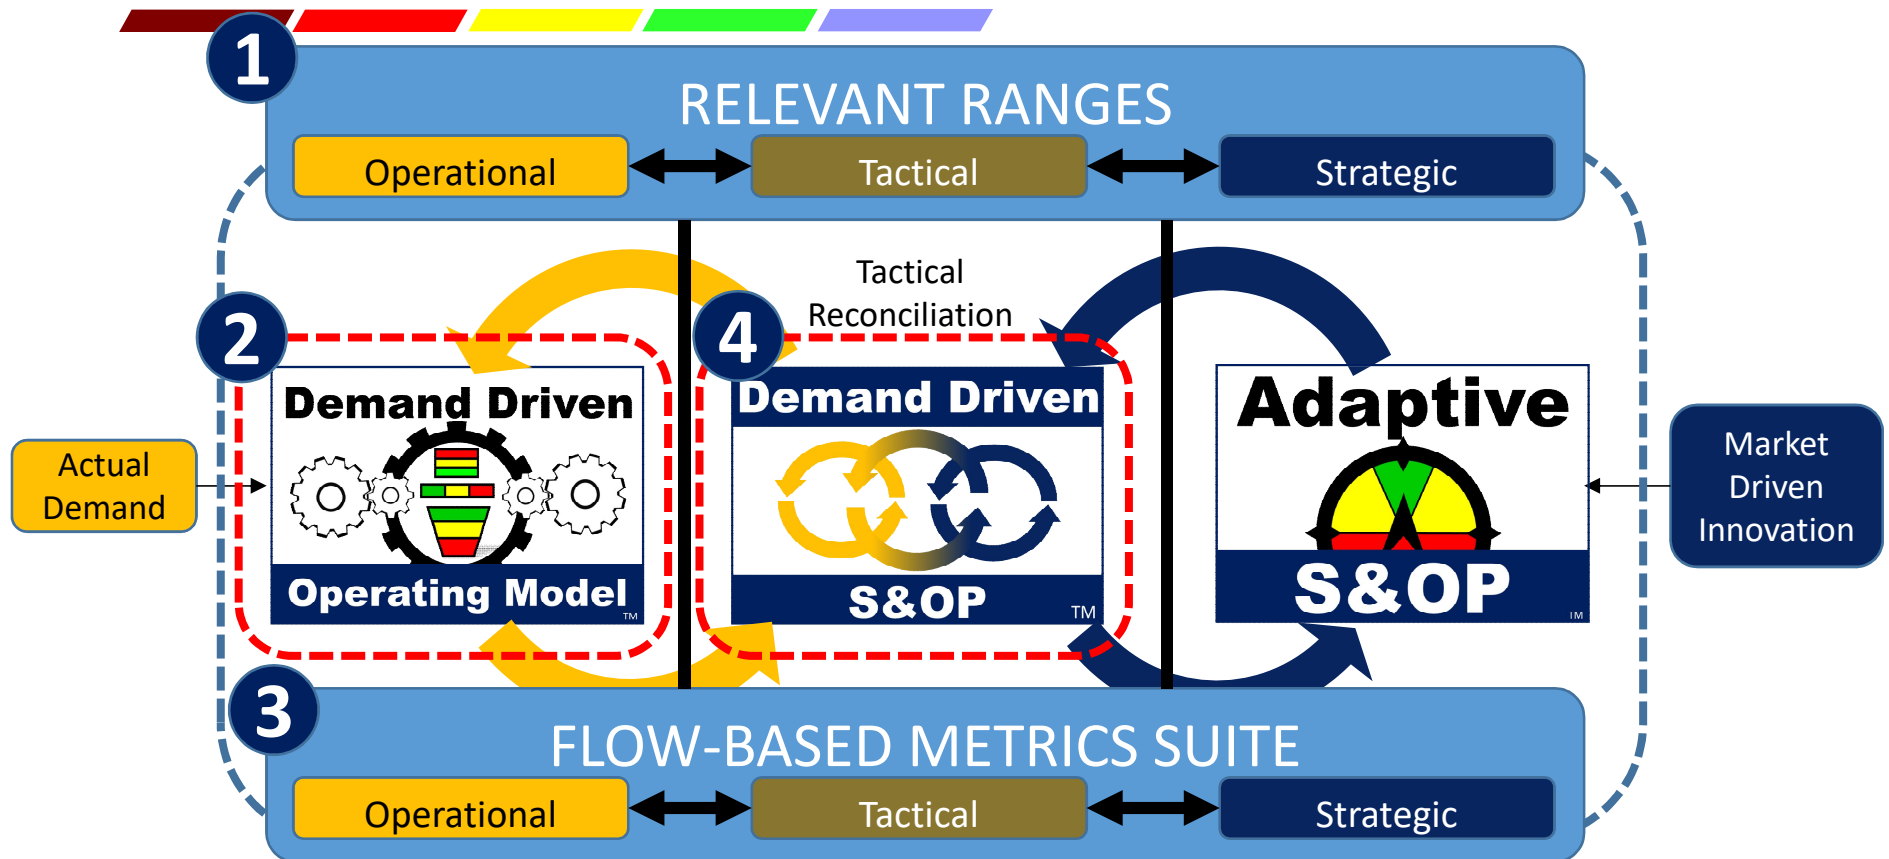 1
RELEVANT RANGES
Operational
Tactical
Strategic
Tactical
Reconciliation
2
4
Demand Driven
Operating Model
TM
Demand Driven
S&OP
TM
Adaptive
S&OP
TM
Actual
Demand
Market
Driven
Innovation
3
FLOW-BASED METRICS SUITE
Operational
Tactical
Strategic